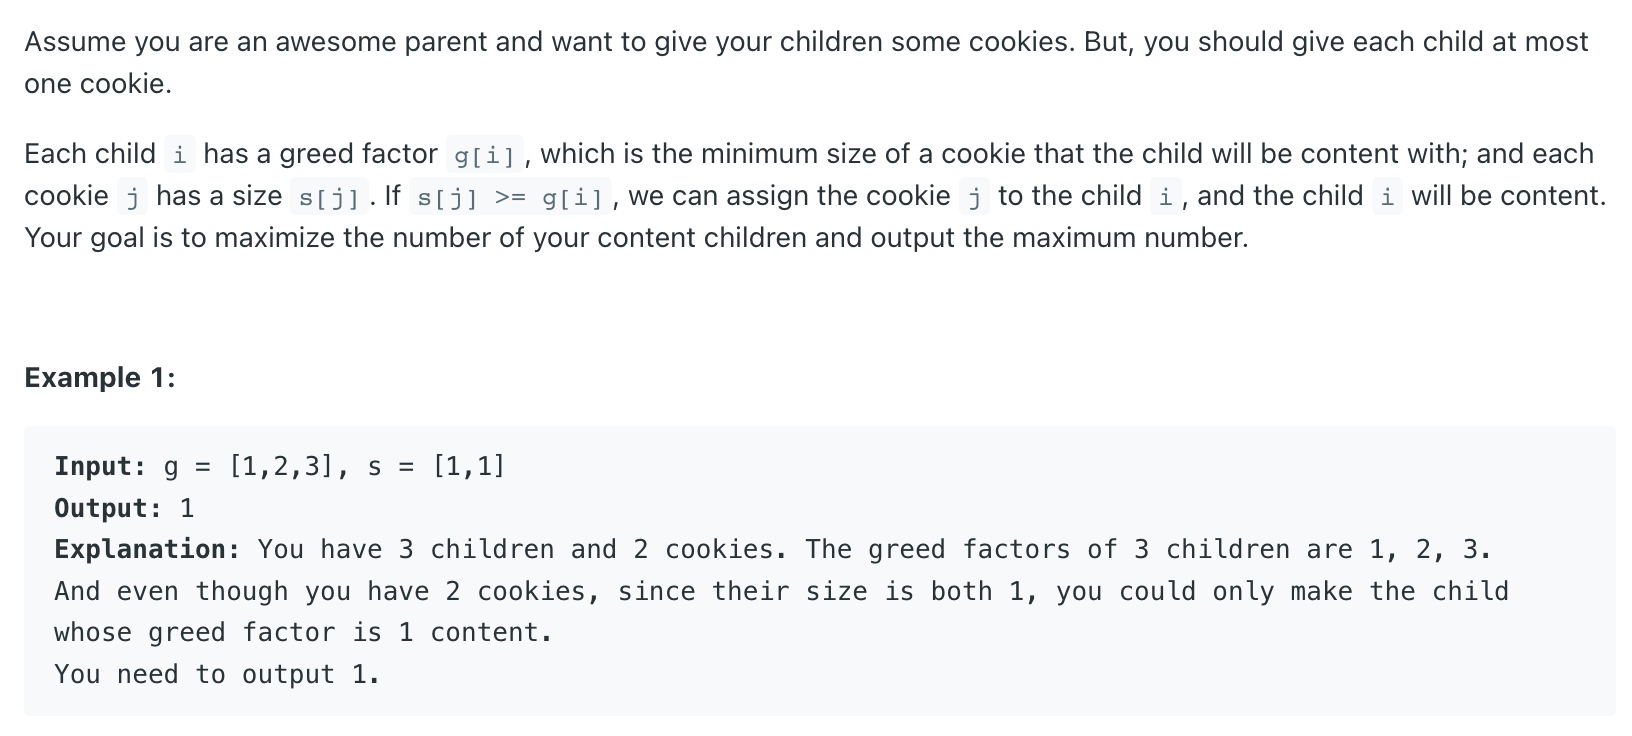 Assume you are an awesome parent and want to give your children some cookies. But, you should give each child at most
one cookie.
Each child i has a greed factor g[i], which is the minimum size of a cookie that the child will be content with; and each
cookie j has a size s[j]. If s[j] >= g[i], we can assign the cookie j to the child i, and the child i will be content.
Your goal is to maximize the number of your content children and output the maximum number.
Example 1:
Input: g = [1,2,3], s = [1,1]
Output: 1
Explanation: You have 3 children and 2 cookies. The greed factors of 3 children are 1, 2, 3.
And even though you have 2 cookies, since their size is both 1, you could only make the child
whose greed factor is 1 content.
You need to output 1.